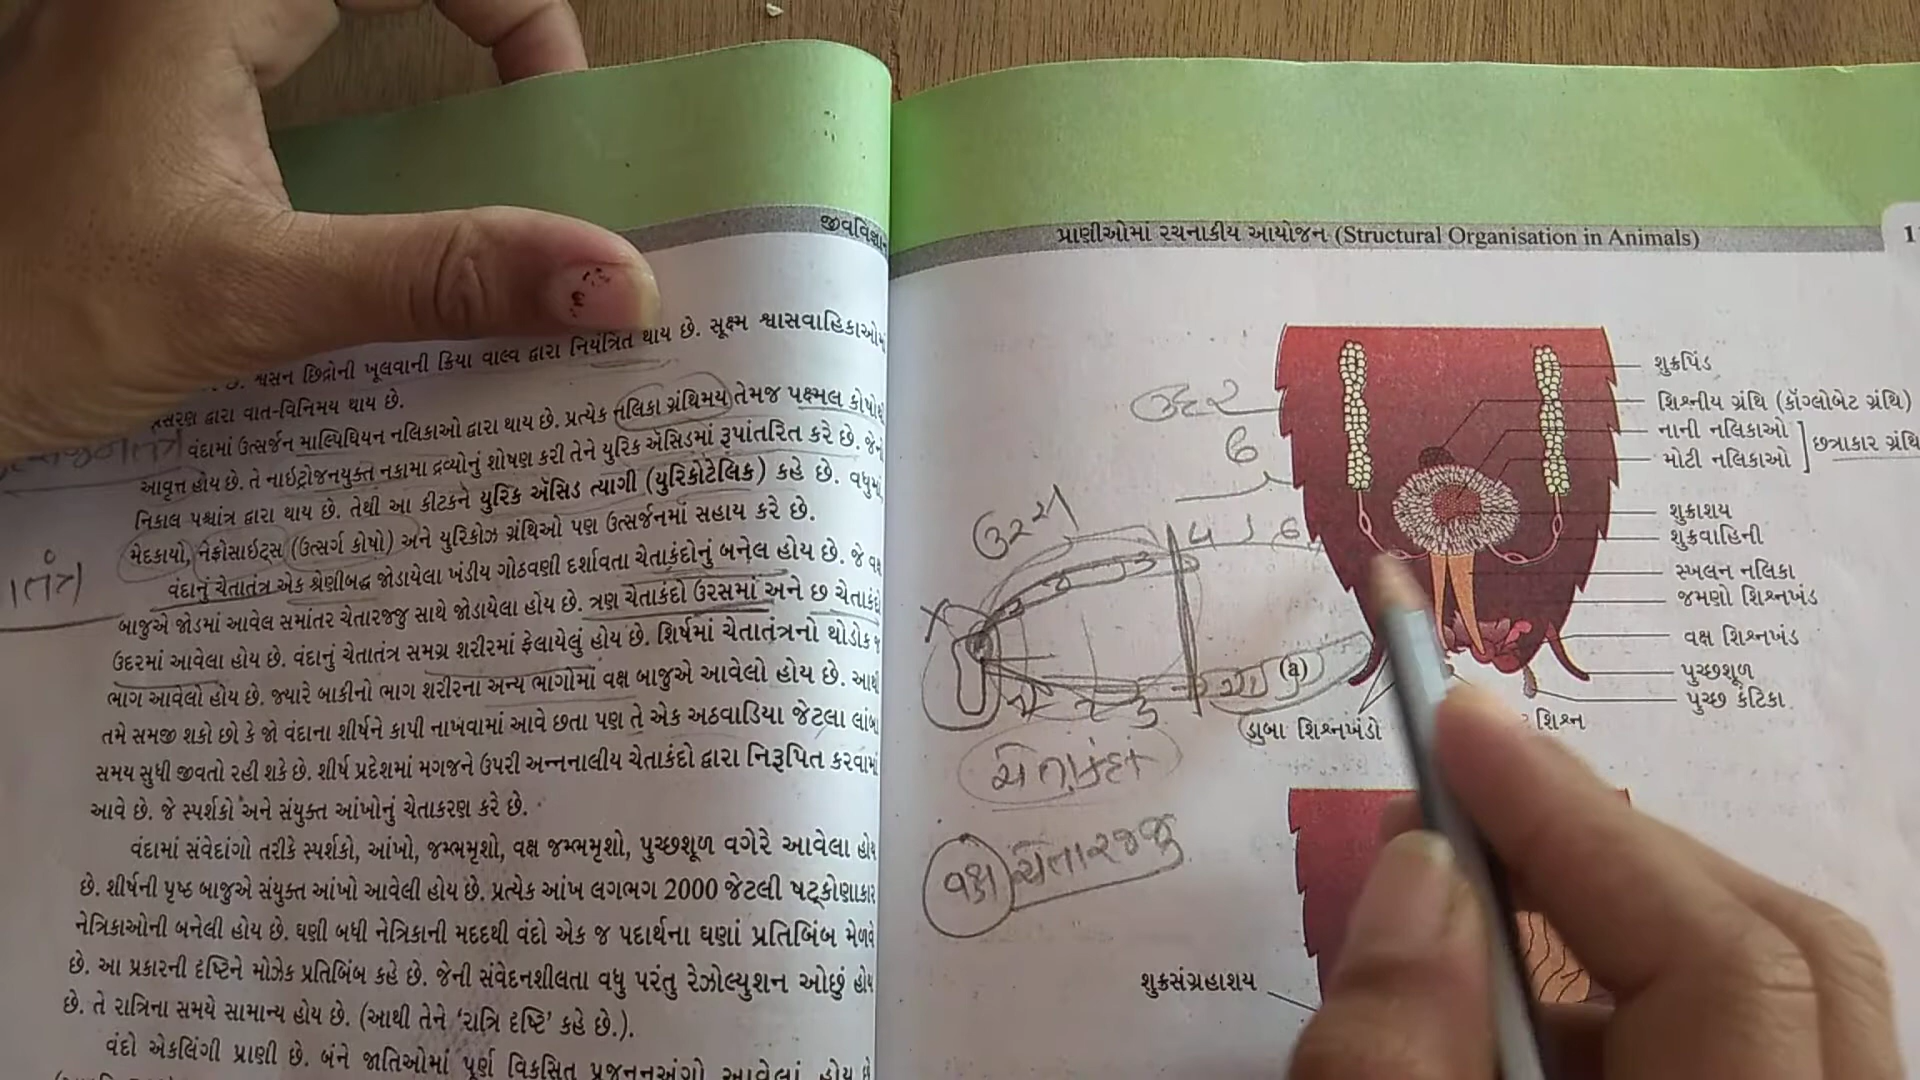 જીવવિજ્ઞાન
શ્વસન છિદ્રોની ખૂલવાની ક્રિયા વાલ્વ દ્વારા નિયંત્રિત થાય છે. સૂક્ષ્મ શ્વાસવાહિકાઓમાં
પ્રસરણ દ્વારા વાત-વિનિમય થાય છે.
વંદામાં ઉત્સર્જન માલ્પિઘિયન નલિકાઓ દ્વારા થાય છે. પ્રત્યેક નલિકા ગ્રંથિમય તેમજ પક્ષ્મલ કોષોથી
આવૃત્ત હોય છે. તે નાઇટ્રોજનયુક્ત નકામા દ્રવ્યોનું શોષણ કરી તેને યુરિક ઍસિડમાં રૂપાંતરિત કરે છે. જેનો
નિકાલ પશ્ચાંત્ર દ્વારા થાય છે. તેથી આ કીટકને યુરિક ઍસિડ ત્યાગી (યુરિકોટેલિક) કહે છે. વધુમાં,
મેદકાયો, નેફ્રોસાઇટ્સ (ઉત્સર્ગ કોષો) અને યુરિકોઝ ગ્રંથિઓ પણ ઉત્સર્જનમાં સહાય કરે છે.
વંદાનું ચેતાતંત્ર એક શ્રેણીબદ્ધ જોડાયેલા ખંડીય ગોઠવણી દર્શાવતા ચેતાકંદોનું બનેલ હોય છે. જે વક્ષ
બાજુએ જોડમાં આવેલ સમાંતર ચેતારજ્જુ સાથે જોડાયેલા હોય છે. ત્રણ ચેતાકંદો ઉરસમાં અને છ ચેતાકંદો
ઉદરમાં આવેલા હોય છે. વંદાનું ચેતાતંત્ર સમગ્ર શરીરમાં ફેલાયેલું હોય છે. શિર્ષમાં ચેતાતંત્રનો થોડોક જ
ભાગ આવેલો હોય છે. જ્યારે બાકીનો ભાગ શરીરના અન્ય ભાગોમાં વક્ષ બાજુએ આવેલો હોય છે. આથી
તમે સમજી શકો છો કે જો વંદાના શીર્ષને કાપી નાખવામાં આવે છતા પણ તે એક અઠવાડિયા જેટલા લાંબા
સમય સુધી જીવતો રહી શકે છે. શીર્ષ પ્રદેશમાં મગજને ઉપરી અન્નનાલીય ચેતાકંદો દ્વારા નિરૂપિત કરવામાં
આવે છે. જે સ્પર્શકો અને સંયુક્ત આંખોનું ચેતાકરણ કરે છે.
વંદામાં સંવેદાંગો તરીકે સ્પર્શકો, આંખો, જમ્ભમૃશો, વક્ષ જમ્ભમૃશો, પુચ્છશૂળ વગેરે આવેલા હોય
છે. શીર્ષની પૃષ્ઠ બાજુએ સંયુક્ત આંખો આવેલી હોય છે. પ્રત્યેક આંખ લગભગ 2000 જેટલી ષટ્કોણાકાર
નેત્રિકાઓની બનેલી હોય છે. ઘણી બધી નેત્રિકાની મદદથી વંદો એક જ પદાર્થના ઘણાં પ્રતિબિંબ મેળવે
છે. આ પ્રકારની દૃષ્ટિને મોઝેક પ્રતિબિંબ કહે છે. જેની સંવેદનશીલતા વધુ પરંતુ રેઝોલ્યુશન ઓછું હોય
છે. તે રાત્રિના સમયે સામાન્ય હોય છે. (આથી તેને 'રાત્રિ દૃષ્ટિ' કહે છે.).
વંદો એકલિંગી પ્રાણી છે. બંને જાતિઓમાં પૂર્ણ વિકસિત પ્રજનનઅંગો આવેલાં હોય છે
તંત્ર
પ્રાણીઓમાં રચનાકીય આયોજન (Structural Organisation in Animals)
શુક્રપિંડ
શિશ્નીય ગ્રંથિ (કૉંગ્લોબેટ ગ્રંથિ)
નાની નલિકાઓ
મોટી નલિકાઓ
છત્રાકાર ગ્રંથિ
શુક્રાશય
શુક્રવાહિની
સ્ખલન નલિકા
જમણો શિશ્નખંડ
વક્ષ શિશ્નખંડ
પુચ્છશૂળ
પુચ્છ કંટિકા
શિશ્ન
ડાબા શિશ્નખંડો
(a)
ઉદર
6
ઉરસ
ચેતાકંદો
વક્ષ ચેતારજ્જુ
શુક્રસંગ્રહાશય